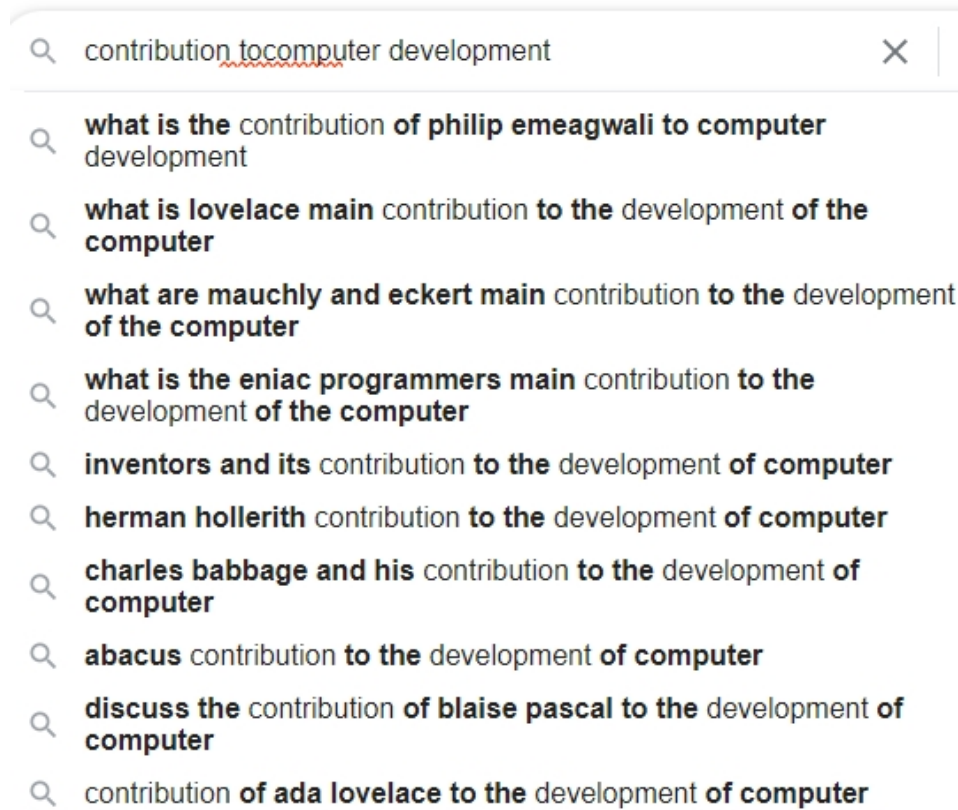 contribution tocomputer development
what is the contribution of philip emeagwali to computer
development
what is lovelace main contribution to the development of the
computer
what are mauchly and eckert main contribution to the development
of the computer
what is the eniac programmers main contribution to the
development of the computer
inventors and its contribution to the development of computer
herman hollerith contribution to the development of computer
charles babbage and his contribution to the development of
computer
abacus contribution to the development of computer
discuss the contribution of blaise pascal to the development of
computer
contribution of ada lovelace to the development of computer